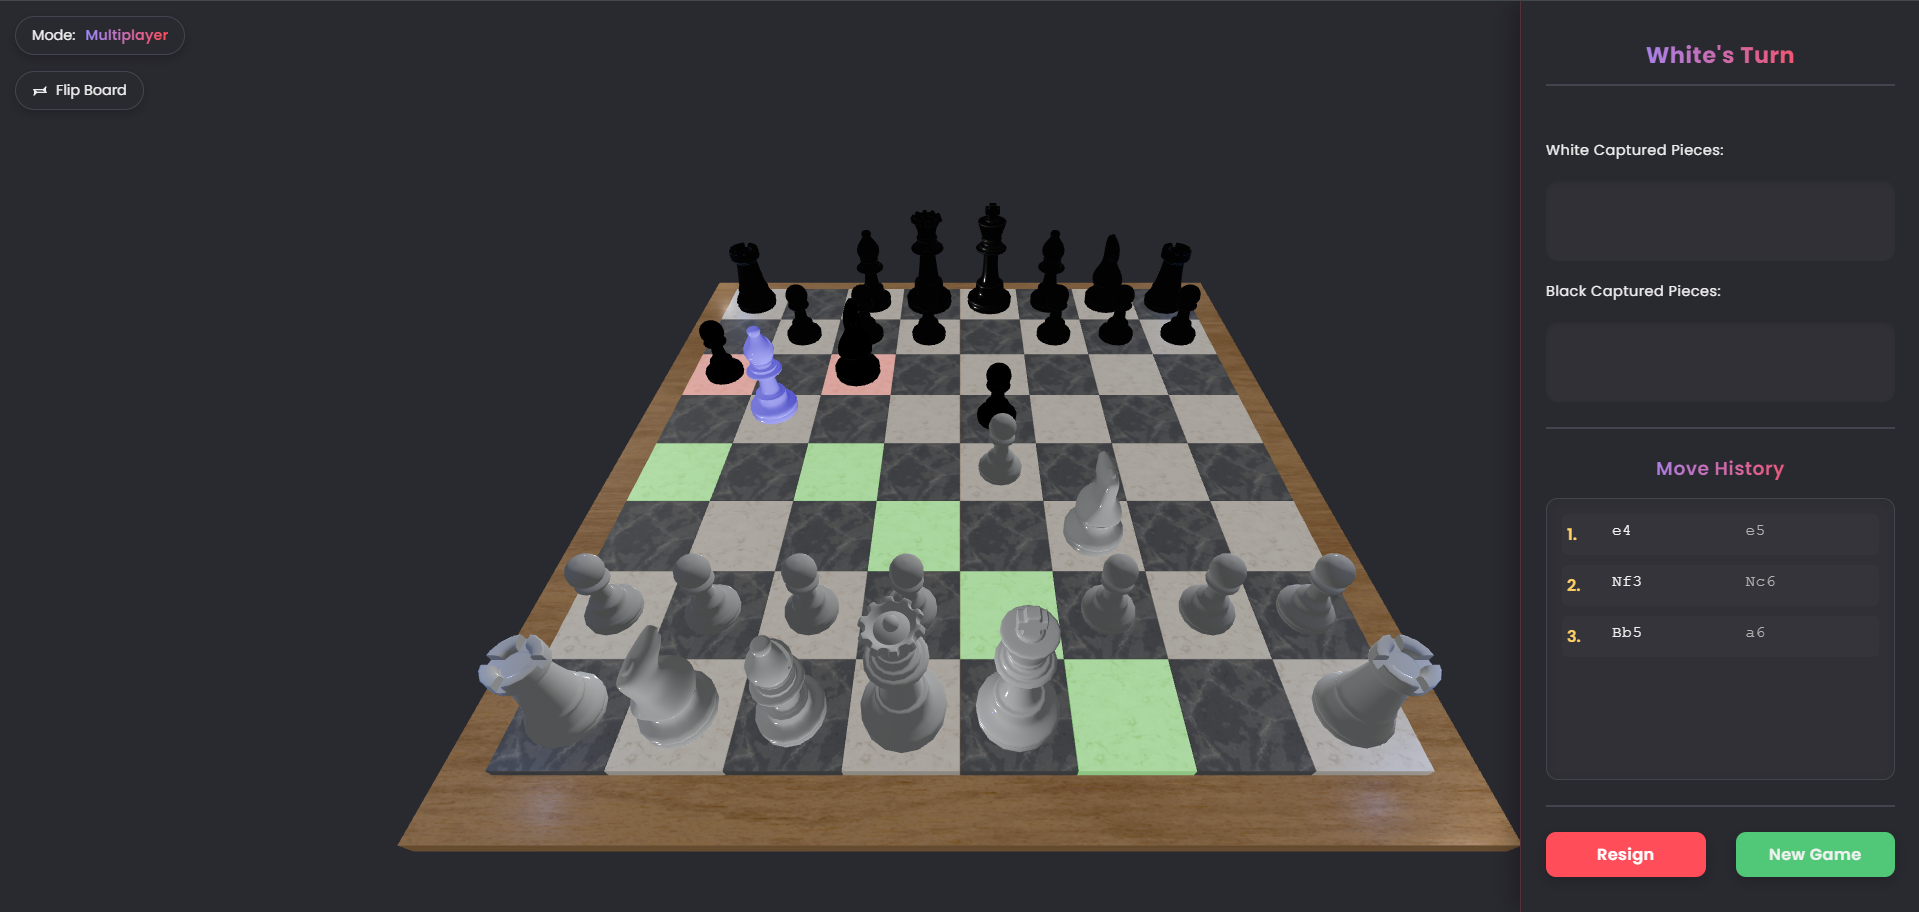 Mode: Multiplayer
Flip Board
White's Turn
White Captured Pieces:
Black Captured Pieces:
Move History
1. e4 e5
2. Nf3 Nc6
3. Bb5 a6
Resign New Game